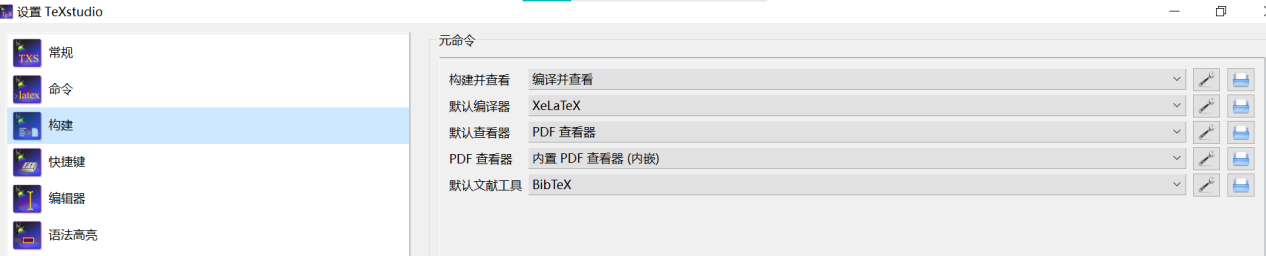 设置 TeXstudio
常规
命令
构建
快捷键
编辑器
语法高亮
元命令
构建并查看 编译并查看
默认编译器 XeLaTeX
默认查看器 PDF 查看器
PDF 查看器 内置 PDF 查看器 (内嵌)
默认文献工具 BibTeX